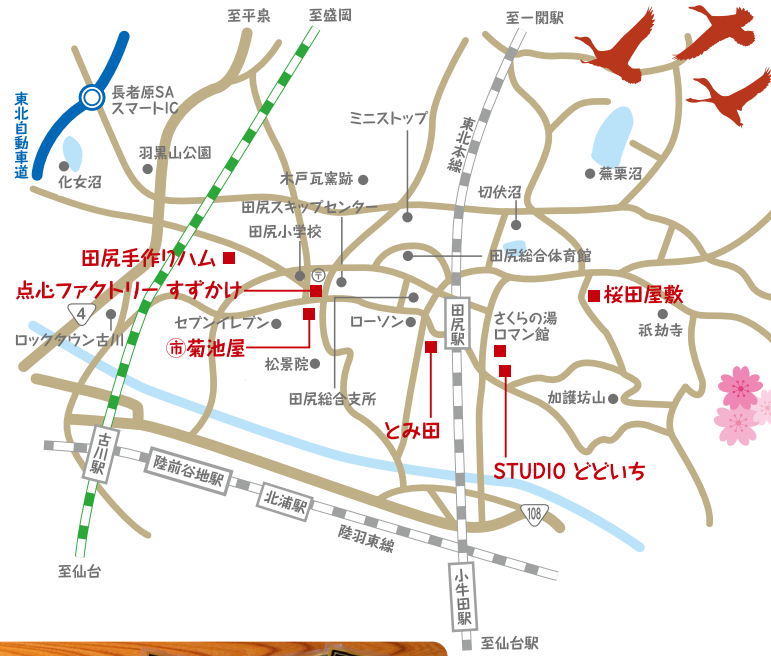 至平泉
至盛岡
至一関駅
東北自動車道
長者原SA
スマートIC
ミニストップ
東北本線
羽黒山公園
化女沼
木戸瓦窯跡
蕪栗沼
切伏沼
田尻スキップセンター
田尻小学校
田尻手作りハム
田尻総合体育館
点心ファクトリー すずかけ
桜田屋敷
4
ロックタウン古川
セブンイレブン
ローソン
田尻駅
さくらの湯
ロマン館
祇劫寺
㊞菊池屋
松景院
田尻総合支所
加護坊山
とみ田
古川駅
陸前谷地駅
北浦駅
STUDIO どどいち
108
陸羽東線
至仙台
小牛田駅
至仙台駅